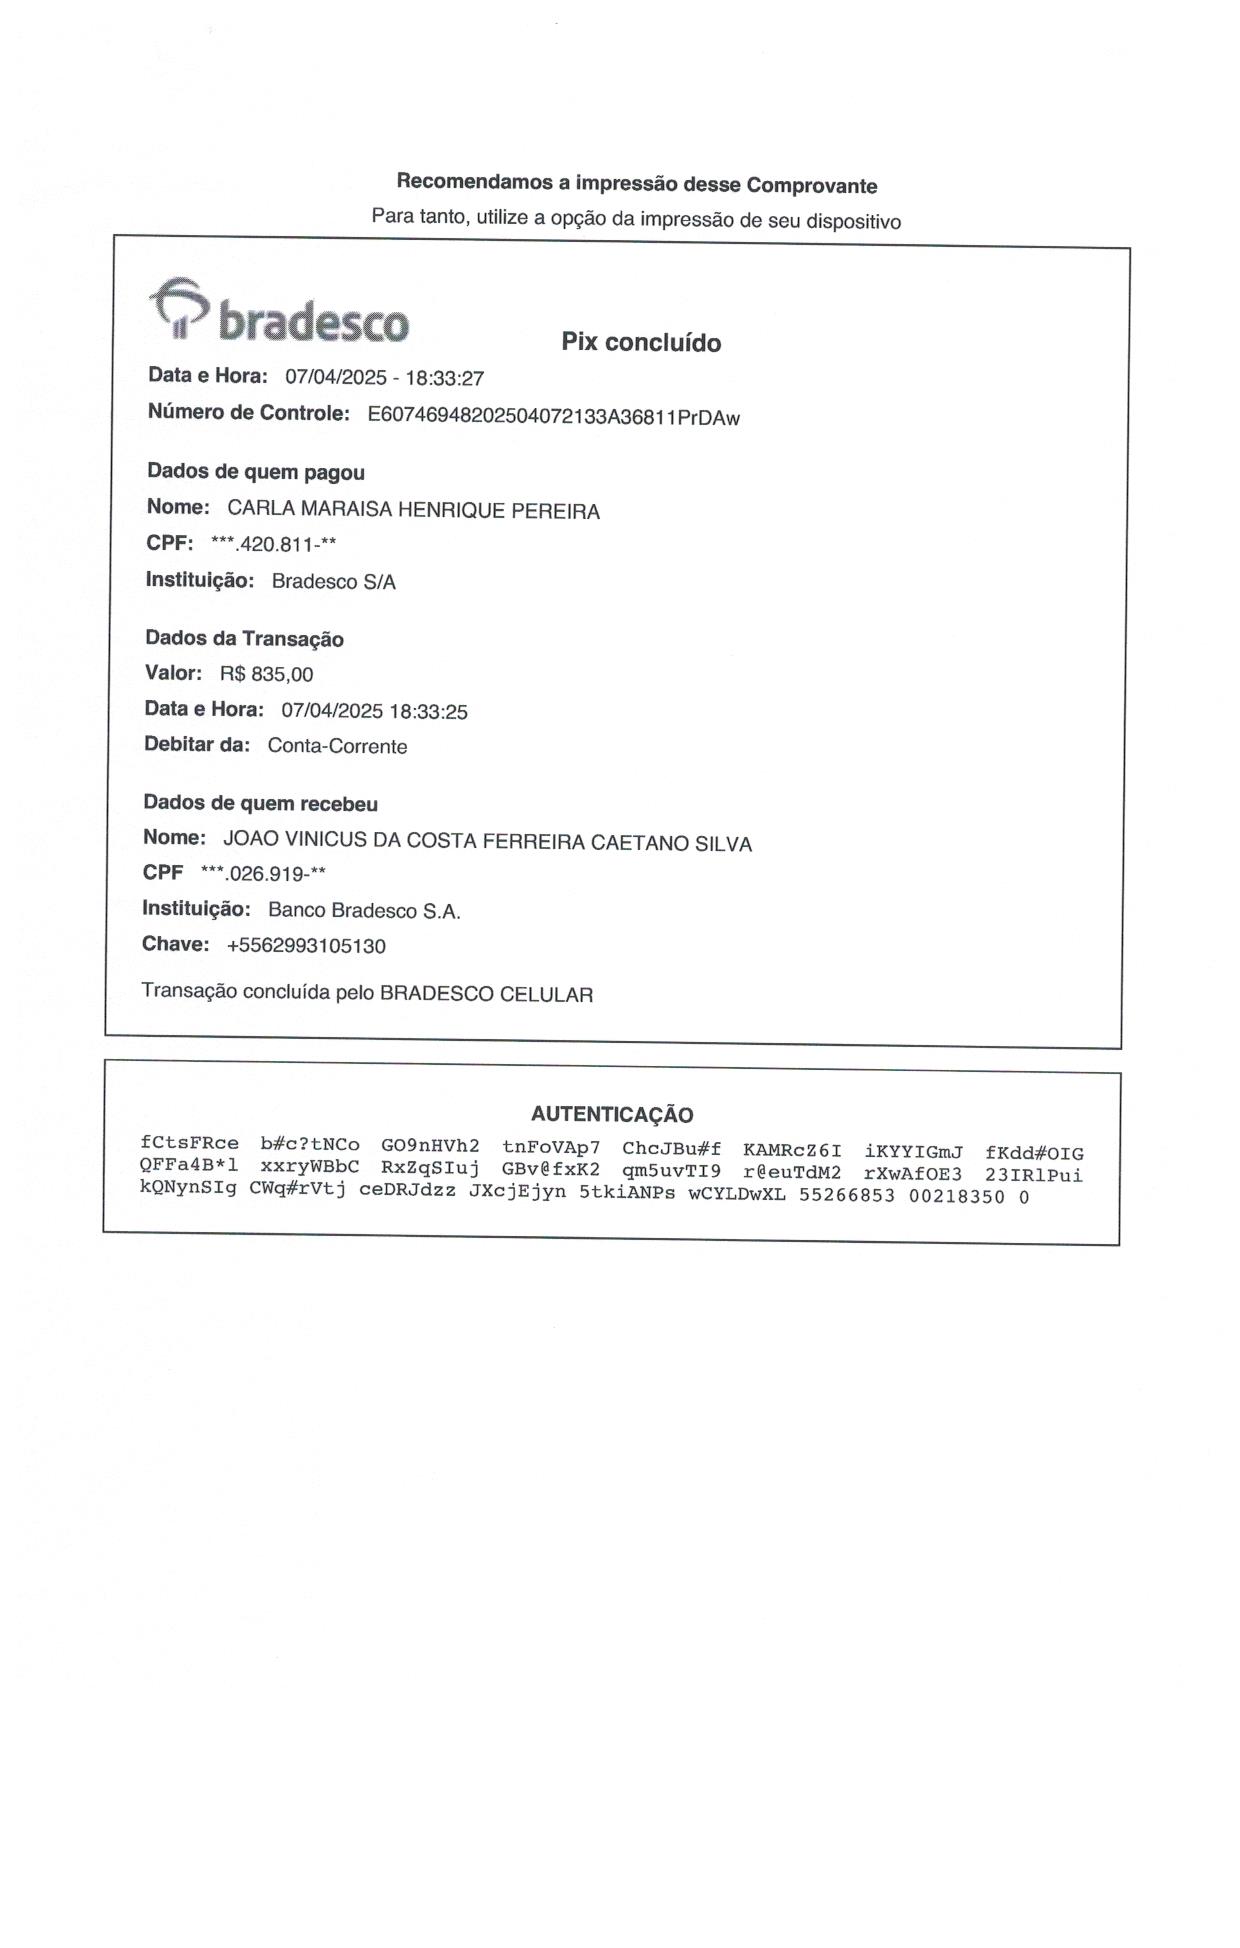 Recomendamos a impressão desse Comprovante
Para tanto, utilize a opção da impressão de seu dispositivo
bradesco
Pix concluído
Data e Hora: 07/04/2025 - 18:33:27
Número de Controle: E60746948202504072133A36811PrDAw
Dados de quem pagou
Nome: CARLA MARAISA HENRIQUE PEREIRA
CPF: ***.420.811-**
Instituição: Bradesco S/A
Dados da Transação
Valor: R$ 835,00
Data e Hora: 07/04/2025 18:33:25
Debitar da: Conta-Corrente
Dados de quem recebeu
Nome: JOAO VINICUS DA COSTA FERREIRA CAETANO SILVA
CPF ***.026.919-**
Instituição: Banco Bradesco S.A.
Chave: +5562993105130
Transação concluída pelo BRADESCO CELULAR
AUTENTICAÇÃO
fCtsFRce b#c?tNCo GO9nHVh2 tnFoVAp7 ChcJBu#f KAMRcZ6I iKYYIGmJ fKdd#OIG
QFFa4B*l xxryWBbC RxZqSIuj GBv@fxK2 qm5uvTI9 r@euTdM2 rXwAfOE3 23IRlPui
kQNynSIg CWq#rVtj ceDRJdzz JXcjEjyn 5tkiANPs wCYLDwXL 55266853 00218350 0